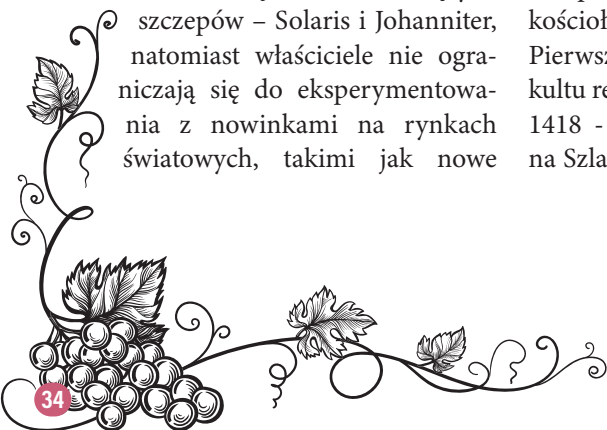 szczepów – Solaris i Johanniter,
natomiast właściciele nie ogra-
niczają się do eksperymentowa-
nia z nowinkami na rynkach
światowych, takimi jak nowe
Pierwsz
kultu re
1418 -
na Szla
34